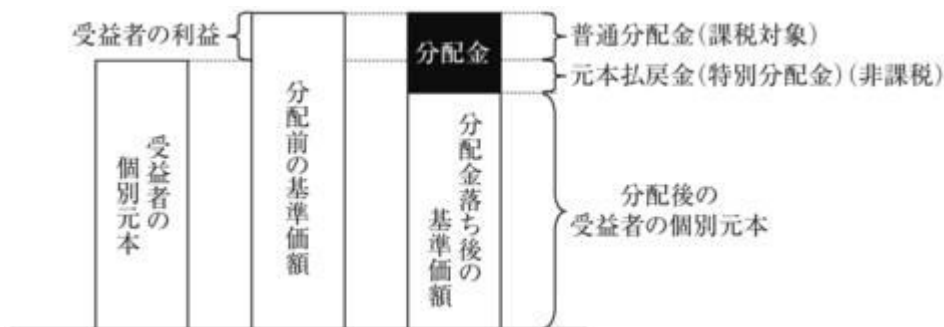 受益者の利益
分配金
普通分配金(課税対象)
元本払戻金(特別分配金)(非課税)
受益者の
個別元本
分配前の基準価額
分配金落ち後の
基準価額
分配後の
受益者の個別元本